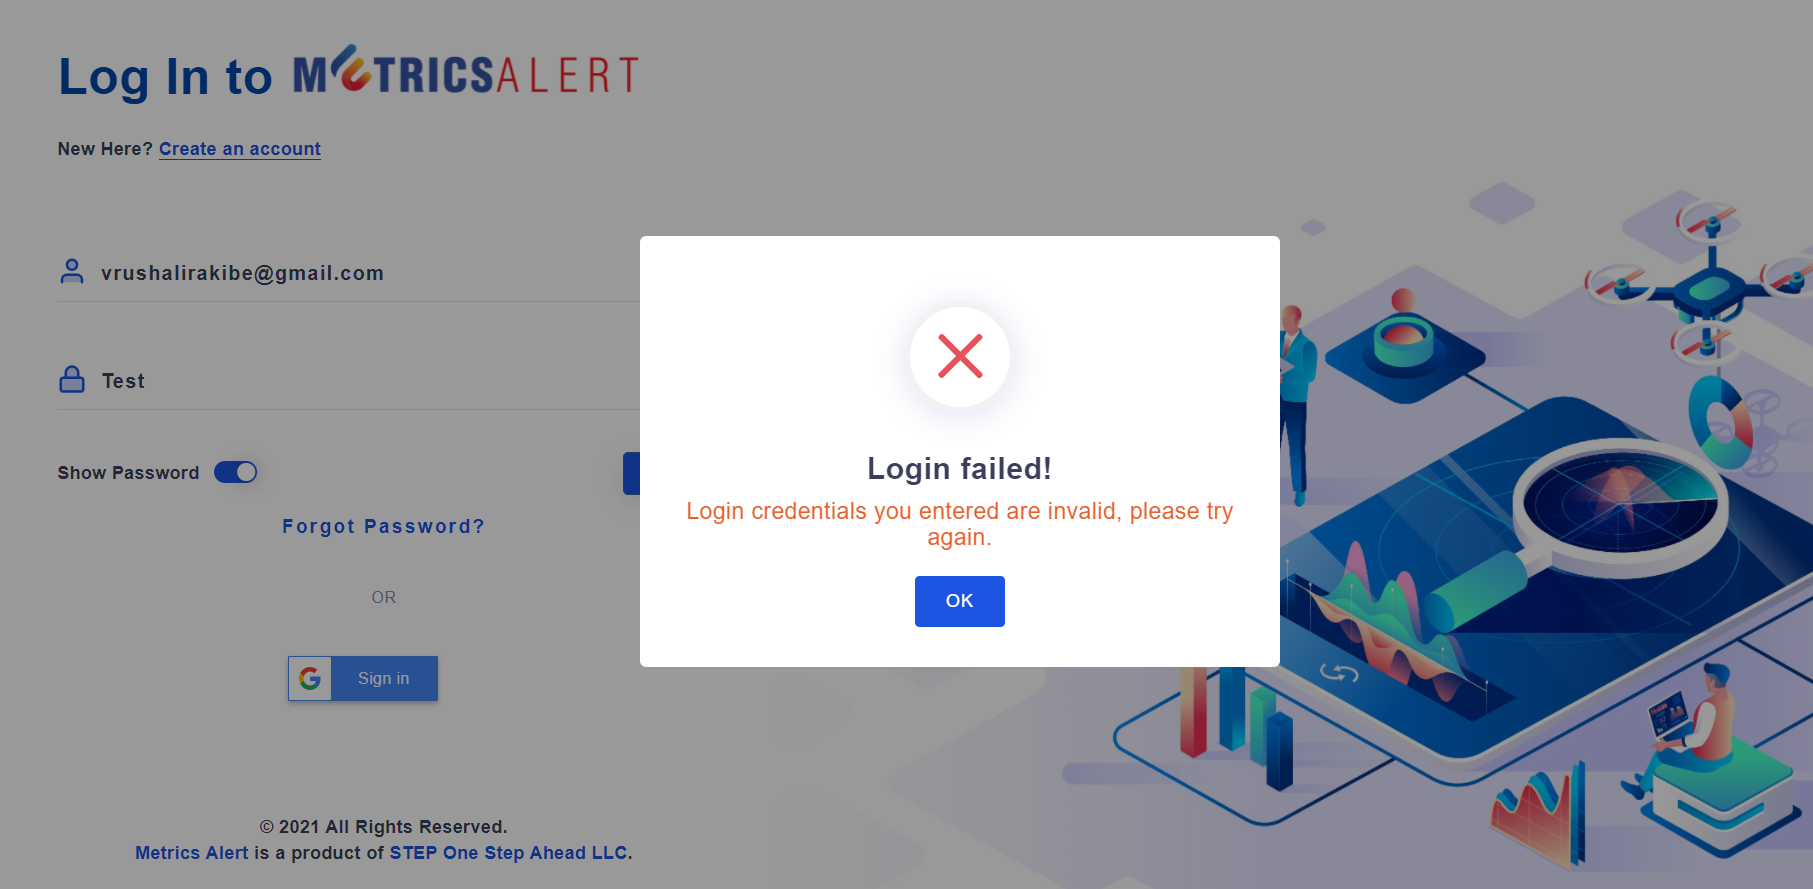 Log In to METRICSALERT
New Here? Create an account
vrushalirakibe@gmail.com
Test
Show Password
Forgot Password?
OR
Sign in
© 2021 All Rights Reserved.
Metrics Alert is a product of STEP One Step Ahead LLC.
Login failed!
Login credentials you entered are invalid, please try
again.
OK